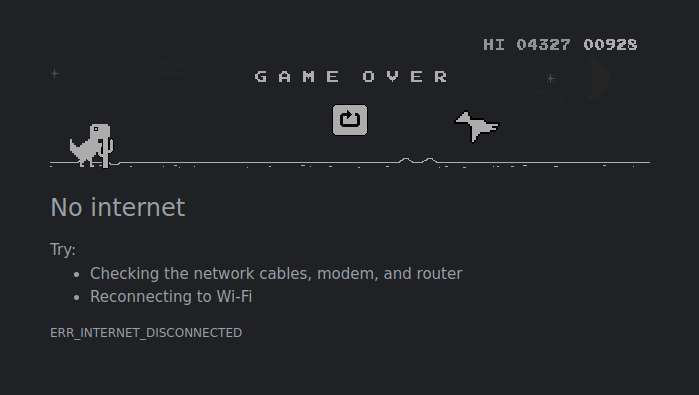 HI 04327 00928
GAME OVER
No internet
Try:
Checking the network cables, modem, and router
Reconnecting to Wi-Fi
ERR_INTERNET_DISCONNECTED